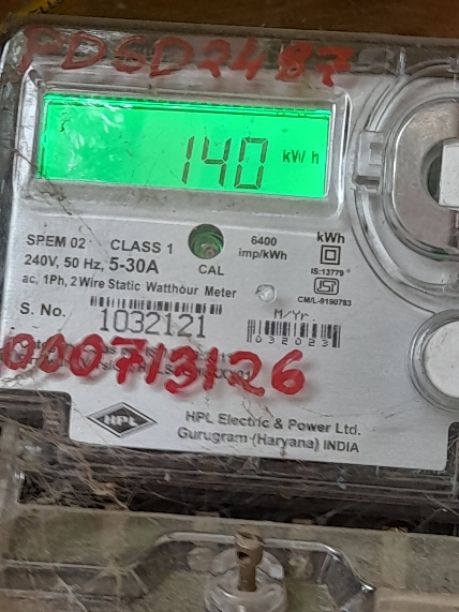 PDSD2487
140 kWh
SPEM 02 CLASS 1 6400 imp/kWh kWh
240V, 50 Hz, 5-30A CAL IS:13779
ac, 1Ph, 2Wire Static Watthour Meter CM/L-9190783
S. No. 1032121 M/Yr.
032023
000713126
HPL HPL Electric & Power Ltd.
Gurugram (Haryana) INDIA